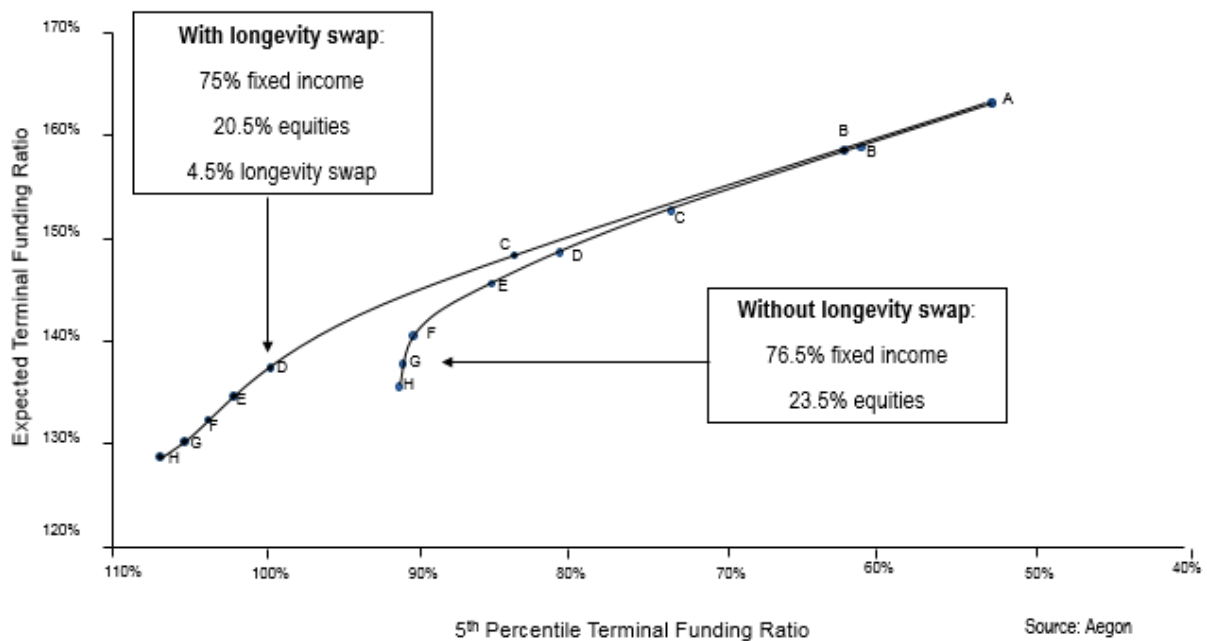 170%
160%
150%
140%
130%
120%
Expected Terminal Funding Ratio
With longevity swap:
75% fixed income
20.5% equities
4.5% longevity swap
A
B
B
C
C
D
E
F
G
H
D
E
F
G
H
Without longevity swap:
76.5% fixed income
23.5% equities
110%
100%
90%
80%
70%
60%
50%
40%
5th Percentile Terminal Funding Ratio
Source: Aegon